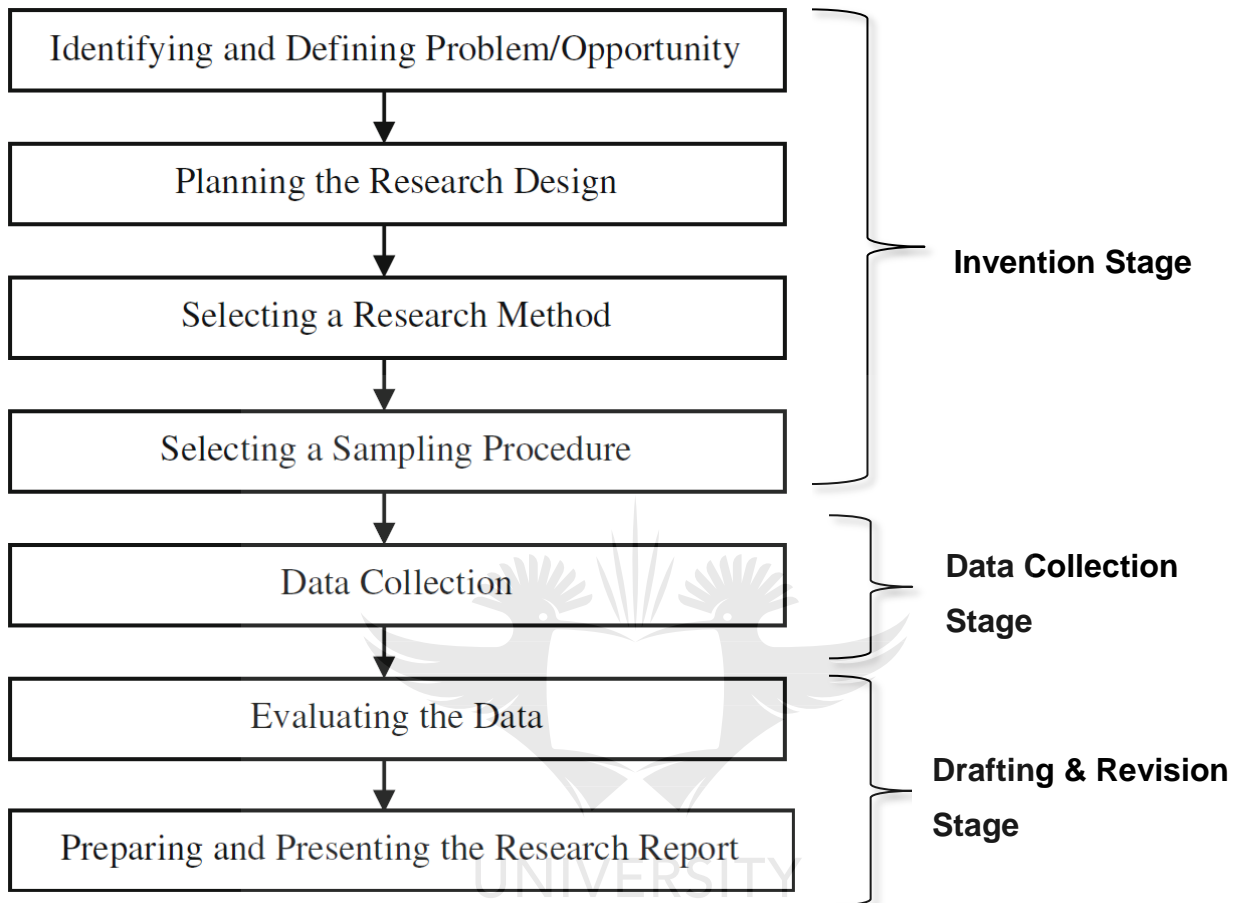 Identifying and Defining Problem/Opportunity
Planning the Research Design
Selecting a Research Method
Selecting a Sampling Procedure
Invention Stage
Data Collection
Data Collection
Stage
Evaluating the Data
Preparing and Presenting the Research Report
Drafting & Revision
Stage
UNIVERSITY